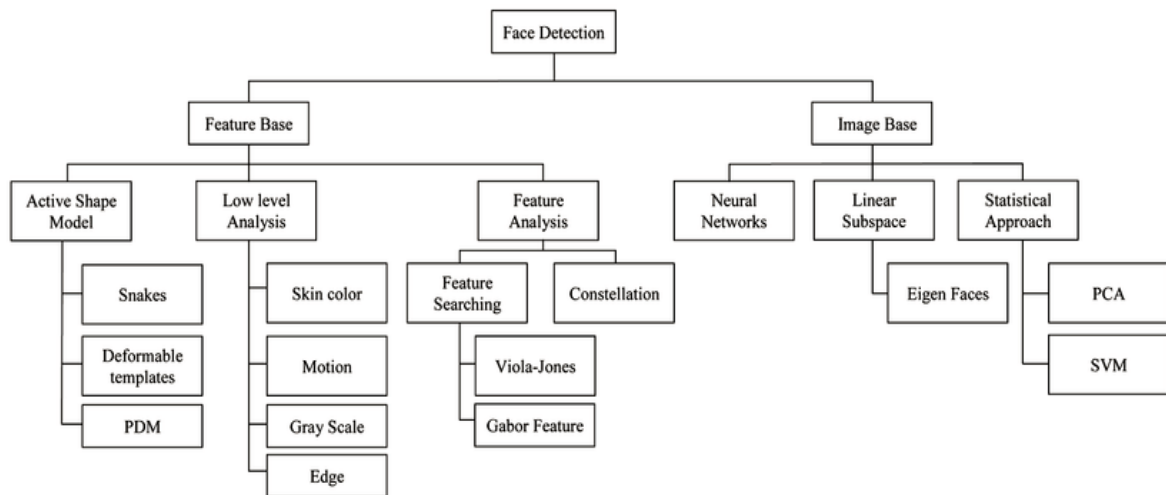 Face Detection
Feature Base
Image Base
Active Shape
Model
Low level
Analysis
Feature
Analysis
Neural
Networks
Linear
Subspace
Statistical
Approach
Snakes
Skin color
Feature
Searching
Constellation
Eigen Faces
PCA
Deformable
templates
Motion
Viola-Jones
SVM
PDM
Gray Scale
Gabor Feature
Edge